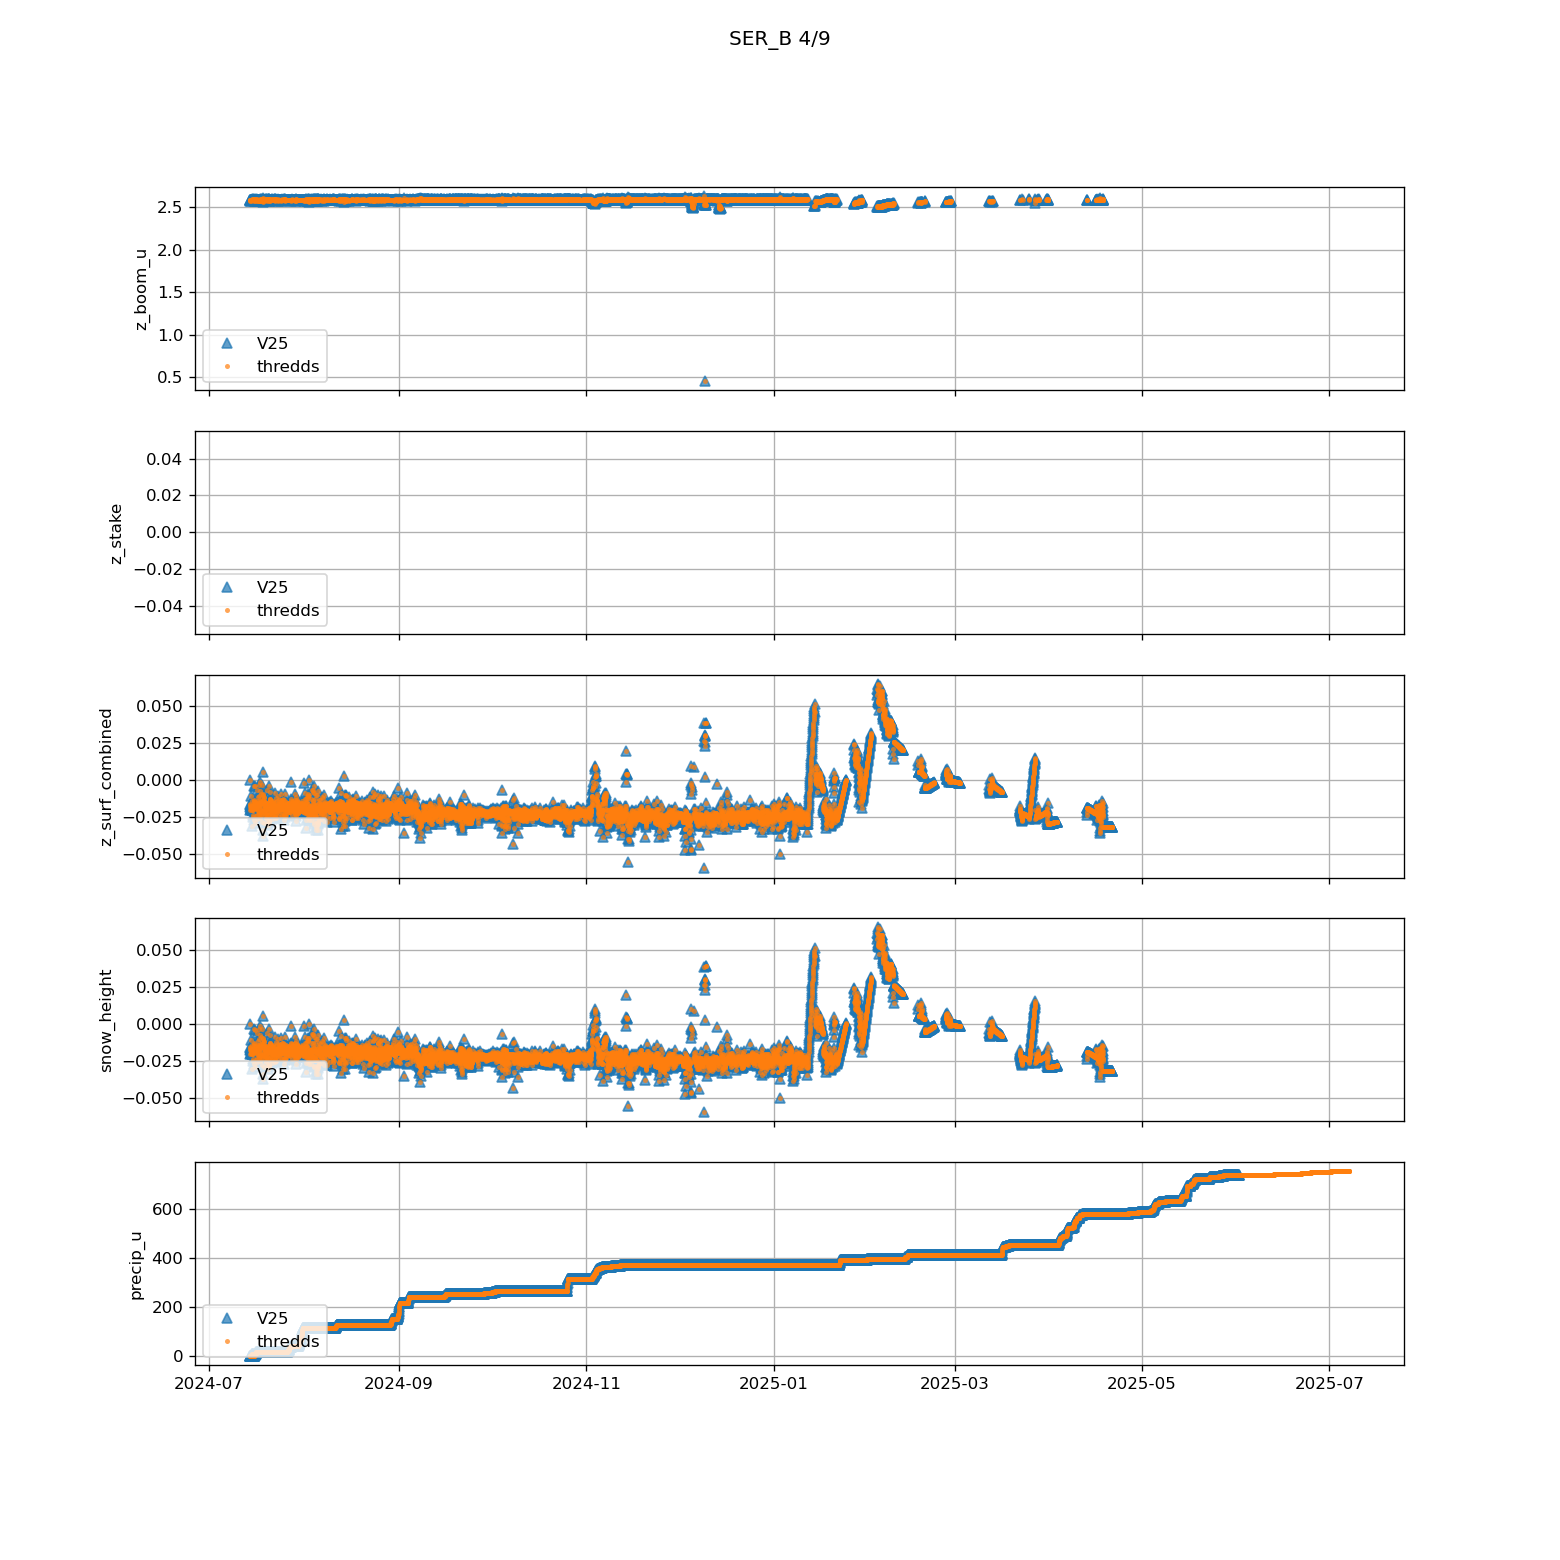 SER_B 4/9
z_boom_u
2.5
2.0
1.5
1.0
0.5
V25
thredds
z_stake
0.04
0.02
0.00
−0.02
−0.04
V25
thredds
z_surf_combined
0.050
0.025
0.000
−0.025
−0.050
V25
thredds
snow_height
0.050
0.025
0.000
−0.025
−0.050
V25
thredds
precip_u
600
400
200
0
V25
thredds
2024-07 2024-09 2024-11 2025-01 2025-03 2025-05 2025-07